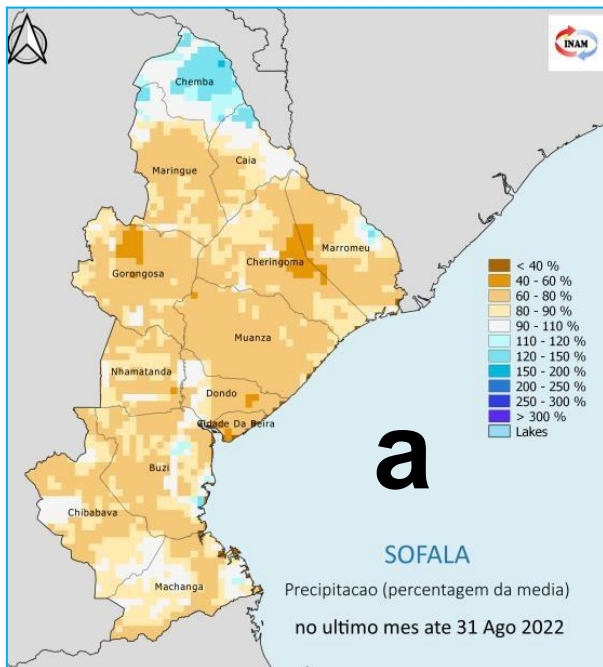 INAM
Chemba
Caia
Maringue
Marromeu
Cheringoma
Gorongosa
Muanza
Nhamatanda
Dondo
Cidade Da Beira
Buzi
Chibabava
Machanga
< 40 %
40 - 60 %
60 - 80 %
80 - 90 %
90 - 110 %
110 - 120 %
120 - 150 %
150 - 200 %
200 - 250 %
250 - 300 %
> 300 %
Lakes
a
SOFALA
Precipitacao (percentagem da media)
no ultimo mes ate 31 Ago 2022